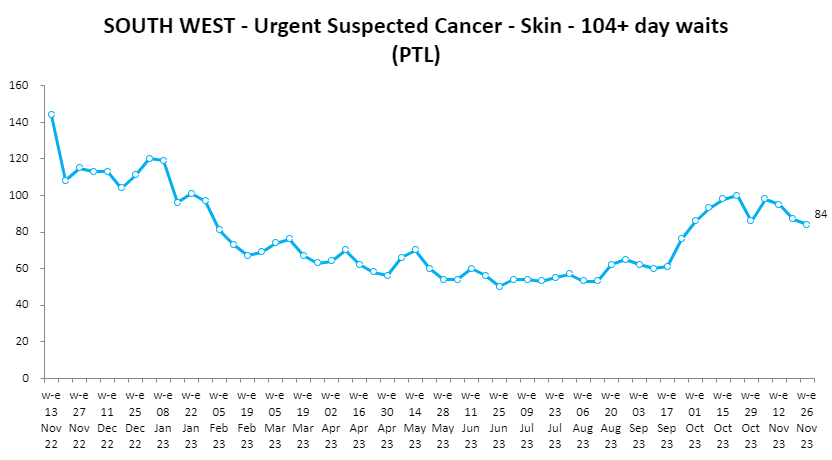 SOUTH WEST - Urgent Suspected Cancer - Skin - 104+ day waits
(PTL)
160
140
120
100
80
60
40
20
0
84
w-e w-e w-e w-e w-e w-e w-e w-e w-e w-e w-e w-e w-e w-e w-e w-e w-e w-e w-e w-e w-e w-e w-e w-e w-e w-e w-e w-e
13 27 11 25 08 22 05 19 05 19 02 16 30 14 28 11 25 09 23 06 20 03 17 01 15 29 12 26
Nov Nov Dec Dec Jan Jan Feb Feb Mar Mar Apr Apr Apr May May Jun Jun Jul Jul Aug Aug Sep Sep Oct Oct Oct Nov Nov
22 22 22 22 23 23 23 23 23 23 23 23 23 23 23 23 23 23 23 23 23 23 23 23 23 23 23 23